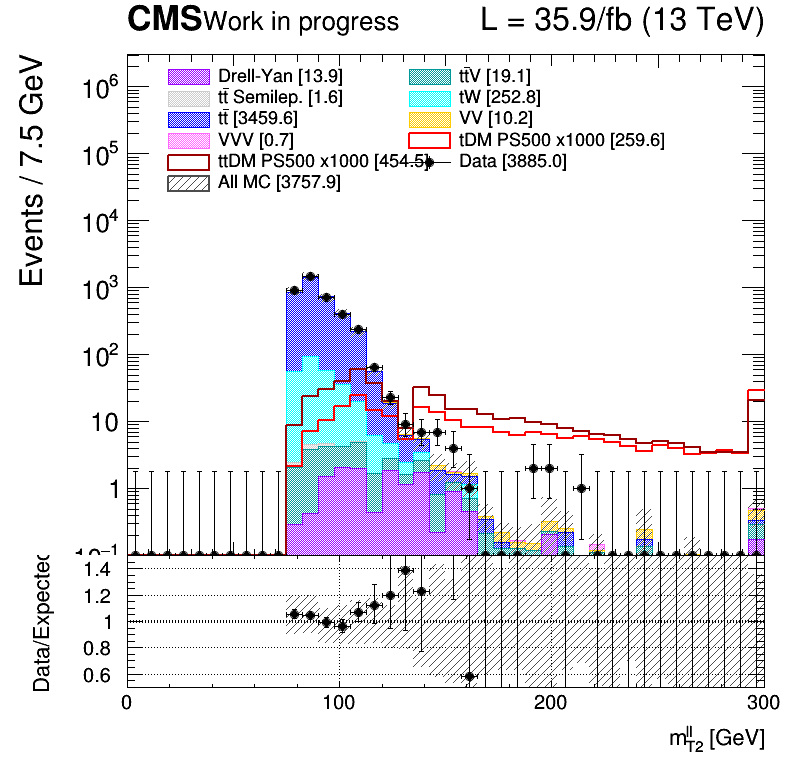 CMS Work in progress L = 35.9/fb (13 TeV)
Events / 7.5 GeV
Drell-Yan [13.9] tt̄V [19.1]
tt̄ Semilep. [1.6] tW [252.8]
tt̄ [3459.6] VV [10.2]
VVV [0.7] tDM PS500 x1000 [259.6]
ttDM PS500 x1000 [454.5] Data [3885.0]
All MC [3757.9]
10⁶
10⁵
10⁴
10³
10²
10
1
10⁻¹
Data/Expected
1.4
1.2
1
0.8
0.6
0 100 200 300
m_T2^ll [GeV]